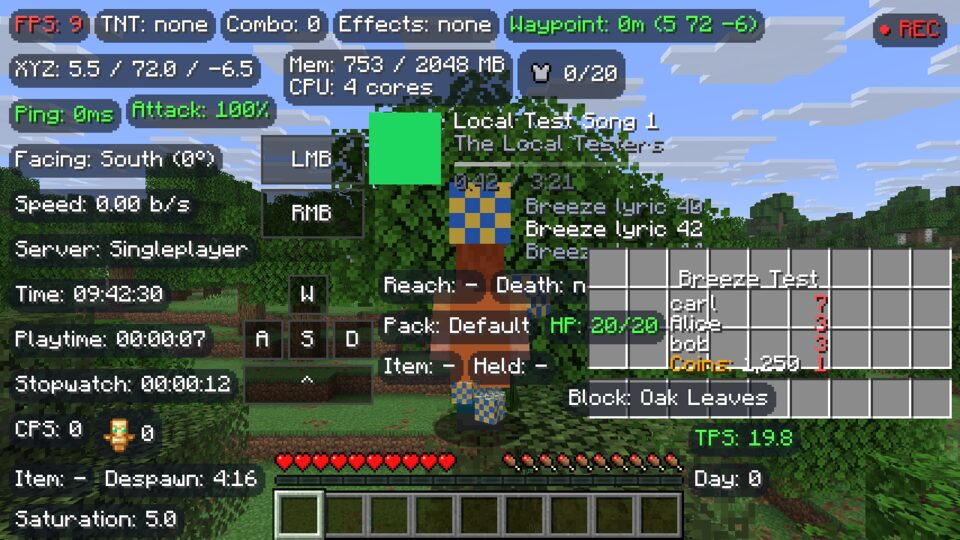 FPS: 9
TNT: none
Combo: 0
Effects: none
Waypoint: 0m (5 72 -6)
● REC
XYZ: 5.5 / 72.0 / -6.5
Mem: 753 / 2048 MB
CPU: 4 cores
0/20
Ping: 0ms
Attack: 100%
Local Test Song 1
The Local Testers
0:42 / 3:21
Facing: South (0°)
LMB
RMB
Speed: 0.00 b/s
Breeze lyric 40
Breeze lyric 42
Breeze
Server: Singleplayer
Time: 09:42:30
W
A
S
D
^
Reach: -
Death: n
Breeze Test
carl 7
Alice 3
bob 3
Coins: 1,250 1
Playtime: 00:00:07
Pack: Default
HP: 20/20
Item: -
Held: -
Stopwatch: 00:00:12
Block: Oak Leaves
CPS: 0
0
TPS: 19.8
Item: -
Despawn: 4:16
Day: 0
Saturation: 5.0